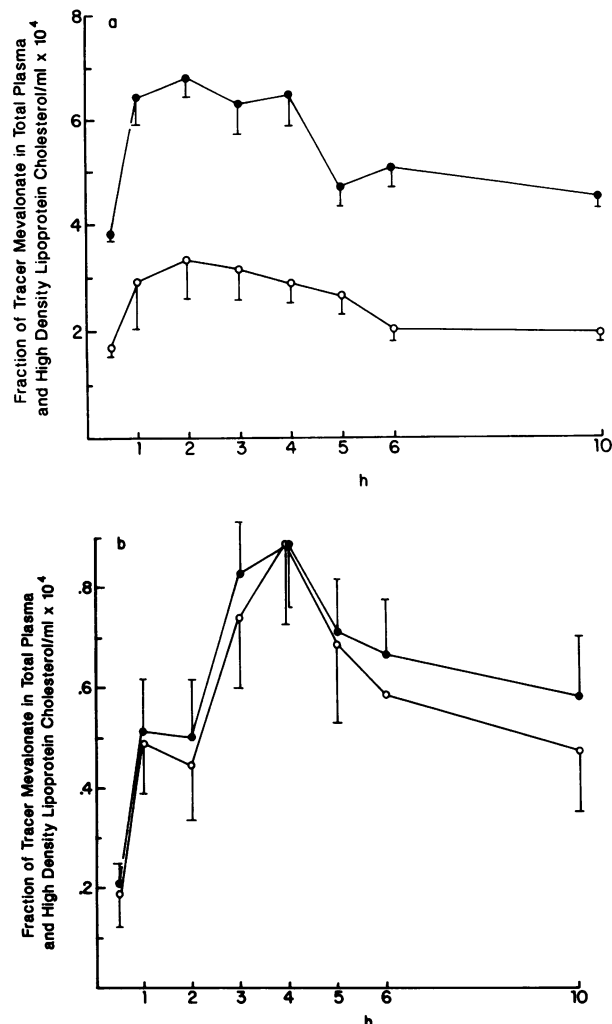 a
Fraction of Tracer Mevalonate in Total Plasma
and High Density Lipoprotein Cholesterol/ml x 10⁴
8
6
4
2
1 2 3 4 5 6 10
h
b
Fraction of Tracer Mevalonate in Total Plasma
and High Density Lipoprotein Cholesterol/ml x 10⁴
.8
.6
.4
.2
1 2 3 4 5 6 10
h